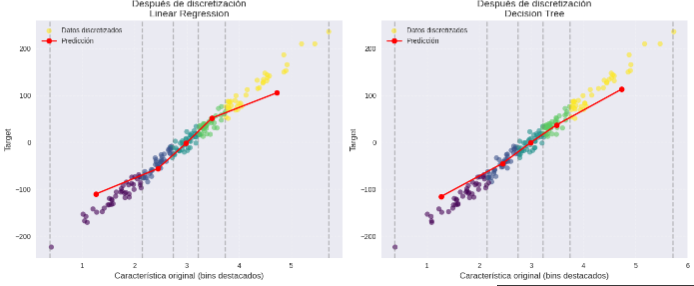 Después de discretización
Linear Regression
Datos discretizados
Predicción
200
100
0
−100
−200
Target
1
2
3
4
5
Característica original (bins destacados)
Después de discretización
Decision Tree
Datos discretizados
Predicción
200
100
0
−100
−200
Target
1
2
3
4
5
6
Característica original (bins destacados)